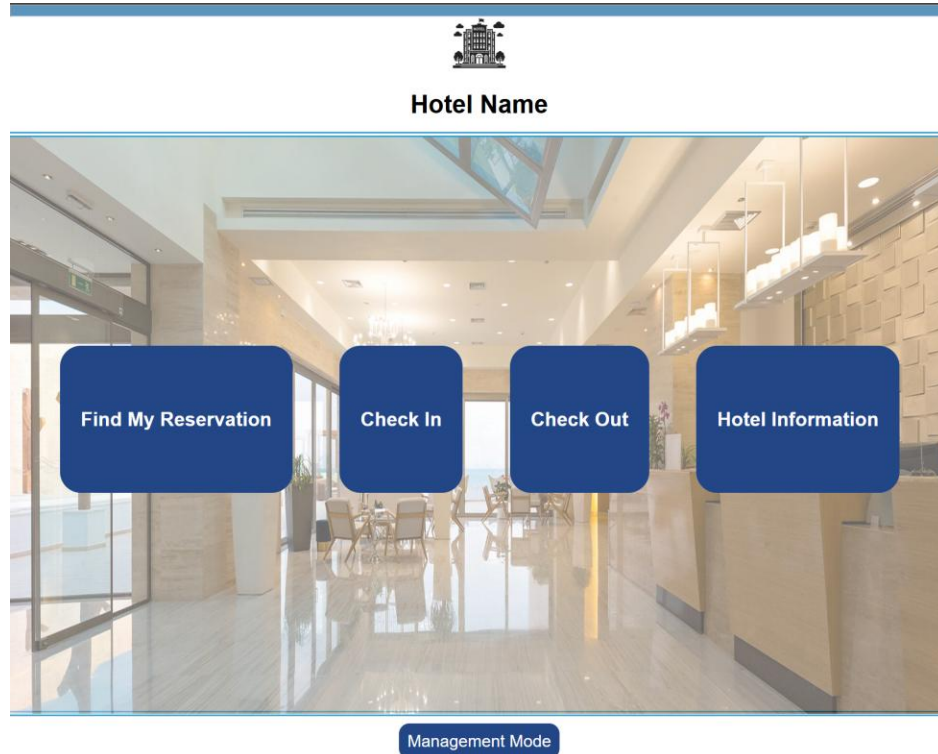 Hotel Name
Find My Reservation
Check In
Check Out
Hotel Information
Management Mode